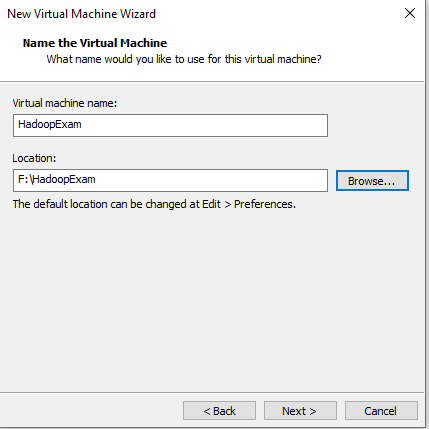 New Virtual Machine Wizard
Name the Virtual Machine
What name would you like to use for this virtual machine?
Virtual machine name:
HadoopExam
Location:
F:\HadoopExam
Browse...
The default location can be changed at Edit > Preferences.
< Back
Next >
Cancel